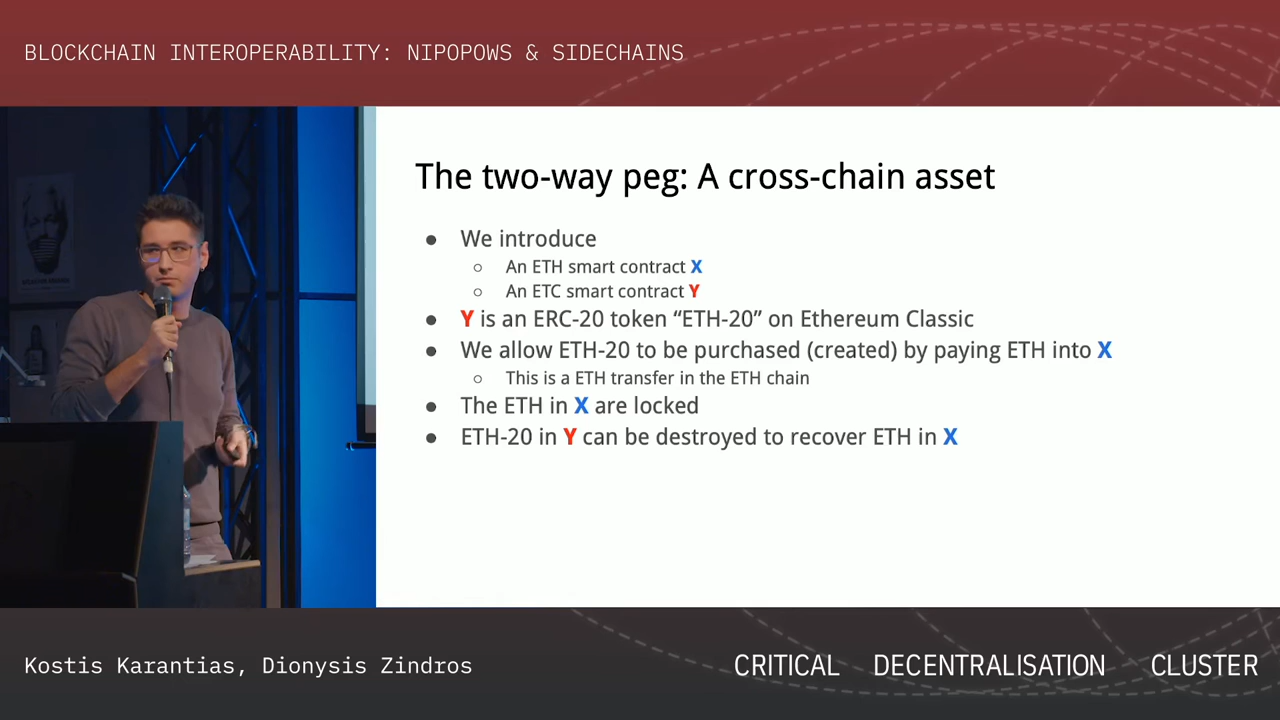 BLOCKCHAIN INTEROPERABILITY: NIPOPOWS & SIDECHAINS
The two-way peg: A cross-chain asset
● We introduce
○ An ETH smart contract X
○ An ETC smart contract Y
● Y is an ERC-20 token “ETH-20” on Ethereum Classic
● We allow ETH-20 to be purchased (created) by paying ETH into X
○ This is a ETH transfer in the ETH chain
● The ETH in X are locked
● ETH-20 in Y can be destroyed to recover ETH in X
Kostis Karantias, Dionysis Zindros
CRITICAL DECENTRALISATION CLUSTER